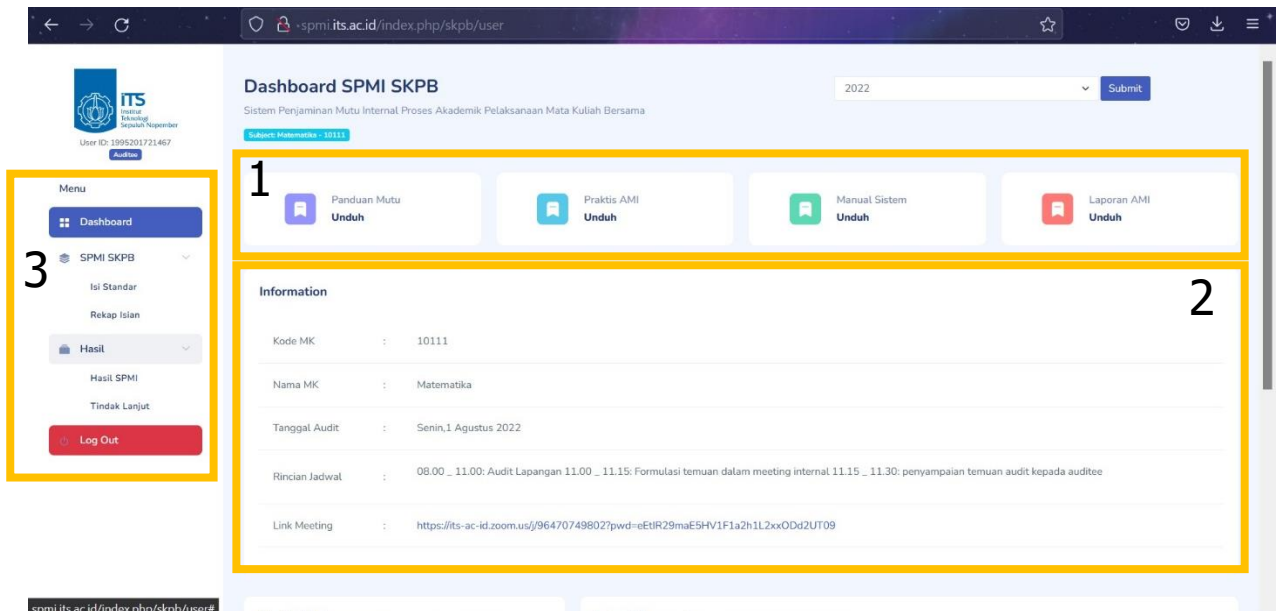 spmi.its.ac.id/index.php/skpb/user
ITS
Institut
Teknologi
Sepuluh Nopember
User ID: 1995201721467
Auditee
3
Menu
Dashboard
SPMI SKPB
Isi Standar
Rekap Isian
Hasil
Hasil SPMI
Tindak Lanjut
Log Out
Dashboard SPMI SKPB
2022
Submit
Sistem Penjaminan Mutu Internal Proses Akademik Pelaksanaan Mata Kuliah Bersama
Subject: Matematika - 10111
1
Panduan Mutu
Unduh
Praktis AMI
Unduh
Manual Sistem
Unduh
Laporan AMI
Unduh
2
Information
Kode MK : 10111
Nama MK : Matematika
Tanggal Audit : Senin,1 Agustus 2022
Rincian Jadwal : 08.00 _ 11.00: Audit Lapangan 11.00 _ 11.15: Formulasi temuan dalam meeting internal 11.15 _ 11.30: penyampaian temuan audit kepada auditee
Link Meeting : https://its-ac-id.zoom.us/j/96470749802?pwd=eEtIR29maE5HV1F1a2h1L2xxODd2UT09
spmi.its.ac.id/index.php/skpb/user#